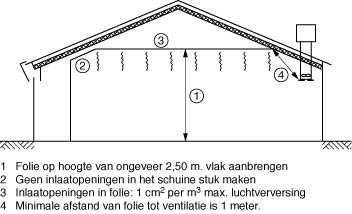 3
2
4
1
1 Folie op hoogte van ongeveer 2,50 m. vlak aanbrengen
2 Geen inlaatopeningen in het schuine stuk maken
3 Inlaatopeningen in folie: 1 cm² per m³ max. luchtverversing
4 Minimale afstand van folie tot ventilatie is 1 meter.